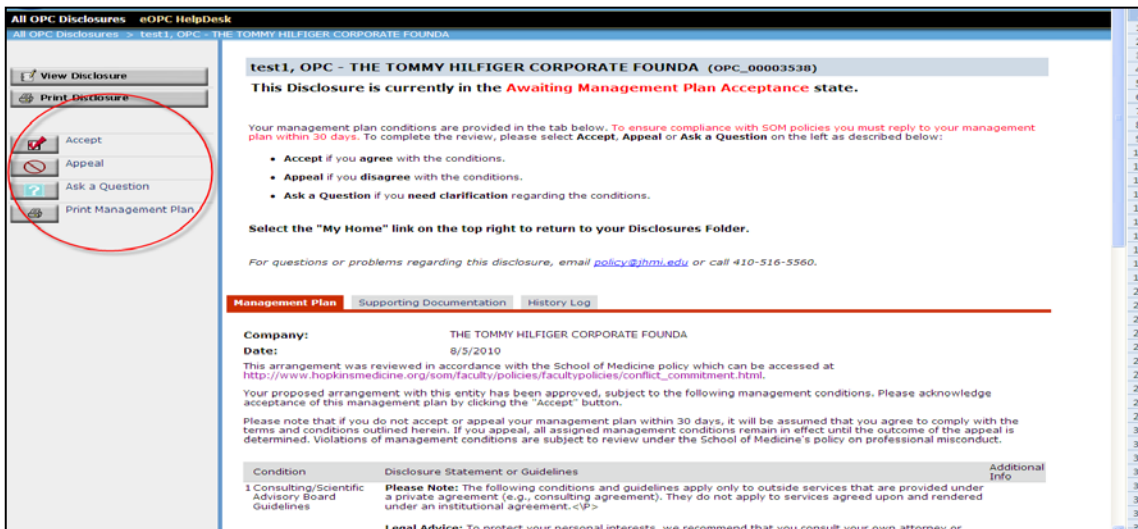 All OPC Disclosures eOPC HelpDesk
All OPC Disclosures > test1, OPC - THE TOMMY HILFIGER CORPORATE FOUNDA
View Disclosure
Print Disclosure
Accept
Appeal
Ask a Question
Print Management Plan
test1, OPC - THE TOMMY HILFIGER CORPORATE FOUNDA (OPC_00003538)
This Disclosure is currently in the Awaiting Management Plan Acceptance state.
Your management plan conditions are provided in the tab below. To ensure compliance with SOM policies you must reply to your management
plan within 30 days. To complete the review, please select Accept, Appeal or Ask a Question on the left as described below:
• Accept if you agree with the conditions.
• Appeal if you disagree with the conditions.
• Ask a Question if you need clarification regarding the conditions.
Select the "My Home" link on the top right to return to your Disclosures Folder.
For questions or problems regarding this disclosure, email policy@jhmi.edu or call 410-516-5560.
Management Plan Supporting Documentation History Log
Company: THE TOMMY HILFIGER CORPORATE FOUNDA
Date: 8/5/2010
This arrangement was reviewed in accordance with the School of Medicine policy which can be accessed at
http://www.hopkinsmedicine.org/som/faculty/policies/facultypolicies/conflict_commitment.html.
Your proposed arrangement with this entity has been approved, subject to the following management conditions. Please acknowledge
acceptance of this management plan by clicking the "Accept" button.
Please note that if you do not accept or appeal your management plan within 30 days, it will be assumed that you agree to comply with the
terms and conditions outlined herein. If you appeal, all assigned management conditions remain in effect until the outcome of the appeal is
determined. Violations of management conditions are subject to review under the School of Medicine's policy on professional misconduct.
Condition Disclosure Statement or Guidelines Additional
Info
1 Consulting/Scientific Please Note: The following conditions and guidelines apply only to outside services that are provided under
Advisory Board a private agreement (e.g., consulting agreement). They do not apply to services agreed upon and rendered
Guidelines under an institutional agreement.<\P>
Legal Advice: To protect your personal interests, we recommend that you consult your own attorney or